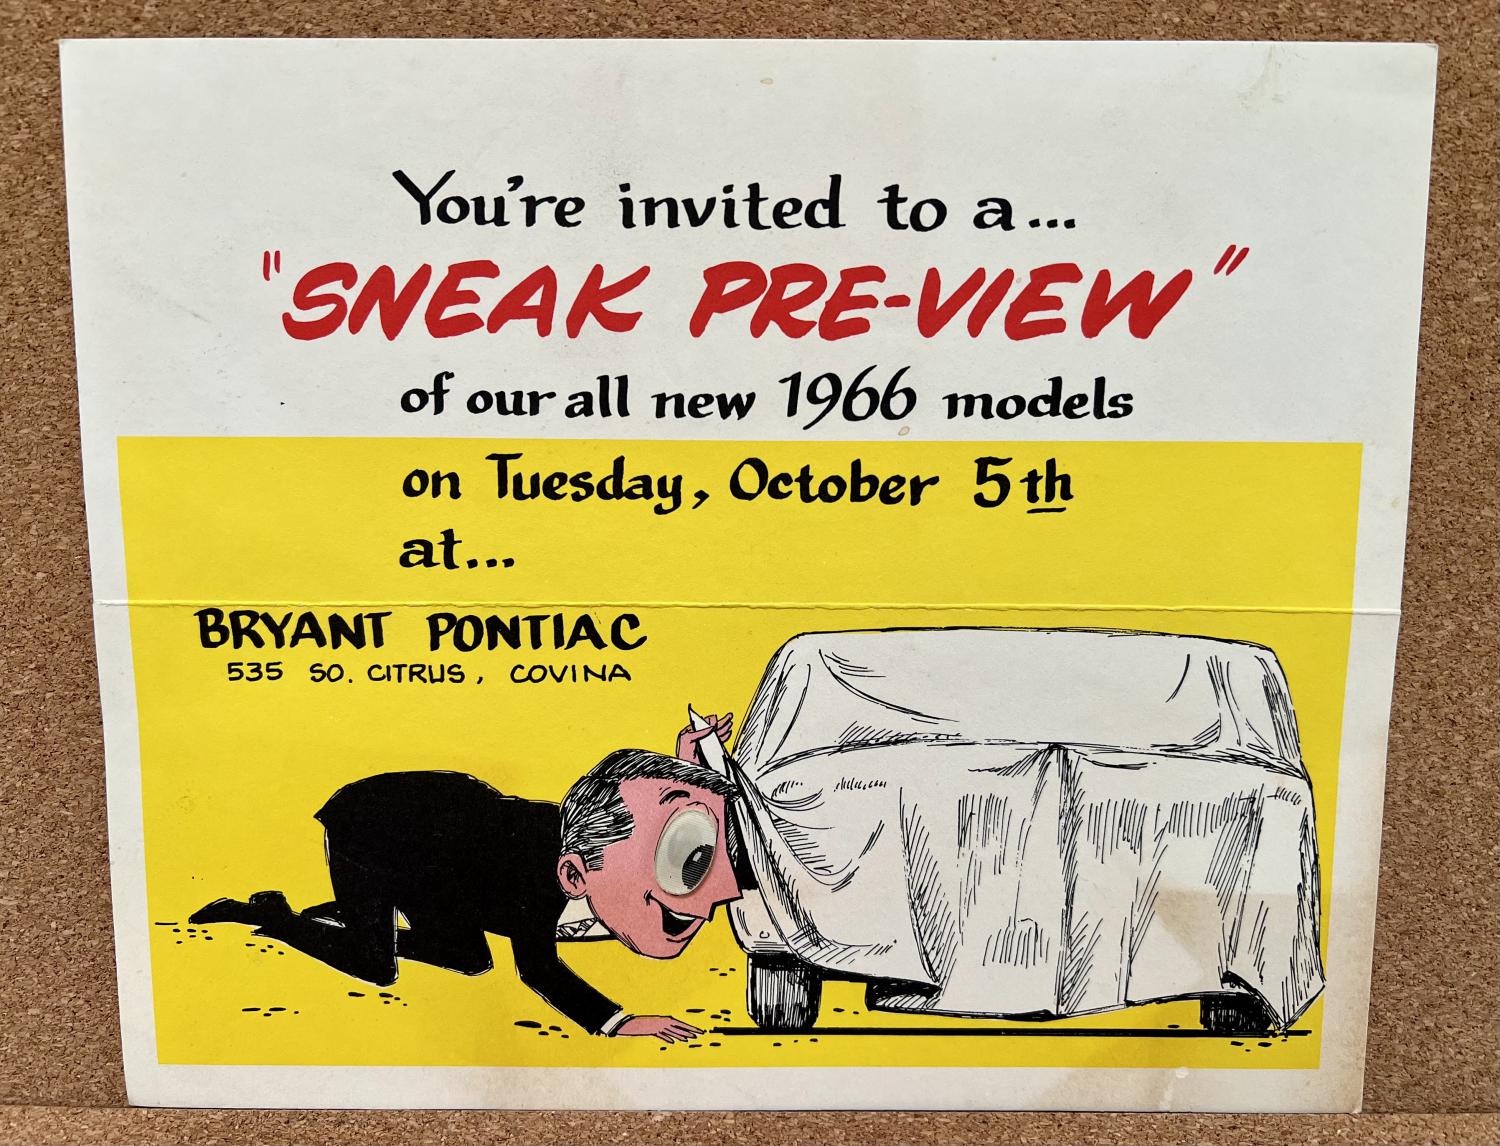 You're invited to a...
"SNEAK PRE-VIEW"
of our all new 1966 models
on Tuesday, October 5th
at...
BRYANT PONTIAC
535 SO. CITRUS, COVINA